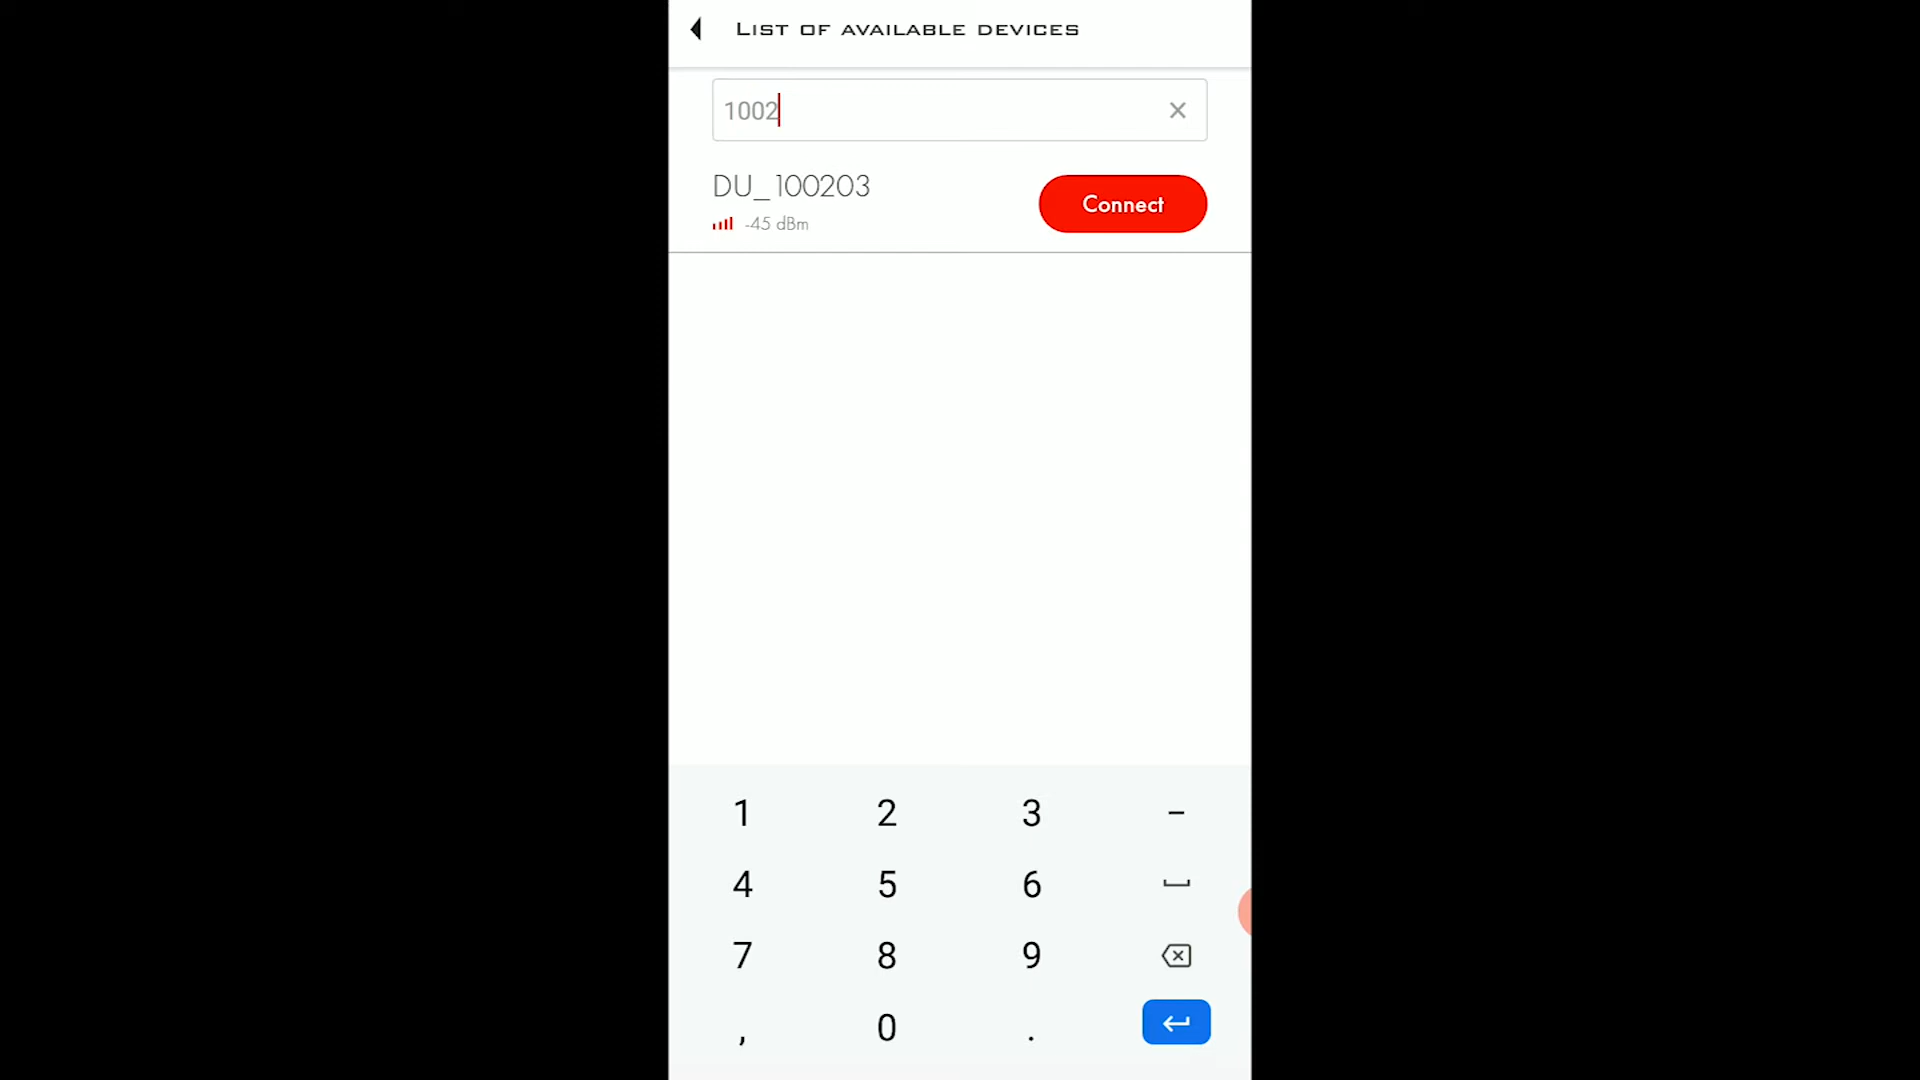 LIST OF AVAILABLE DEVICES
1002
DU_100203
Connect
-45 dBm
1 2 3 -
4 5 6
7 8 9
, 0 .